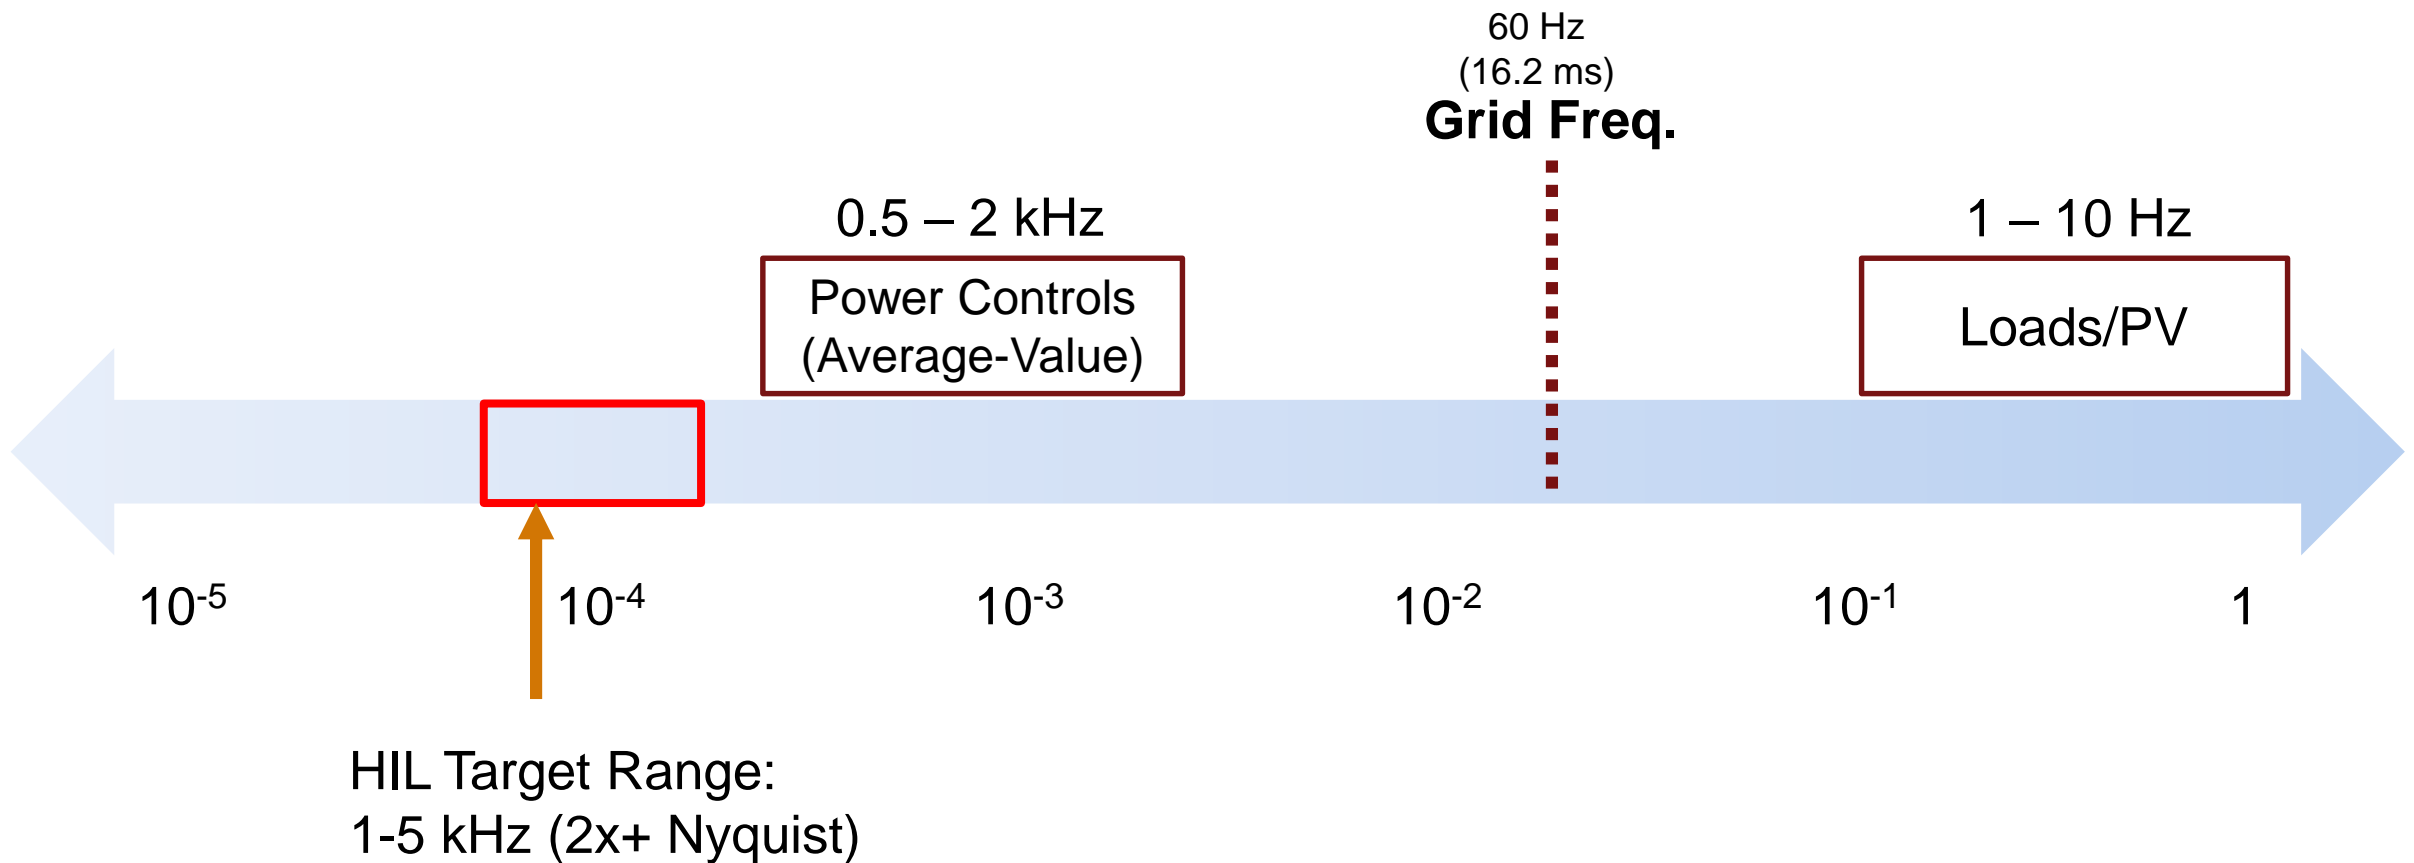 60 Hz
(16.2 ms)
Grid Freq.
0.5 – 2 kHz
1 – 10 Hz
Power Controls
(Average-Value)
Loads/PV
10⁻⁵ 10⁻⁴ 10⁻³ 10⁻² 10⁻¹ 1
HIL Target Range:
1-5 kHz (2x+ Nyquist)